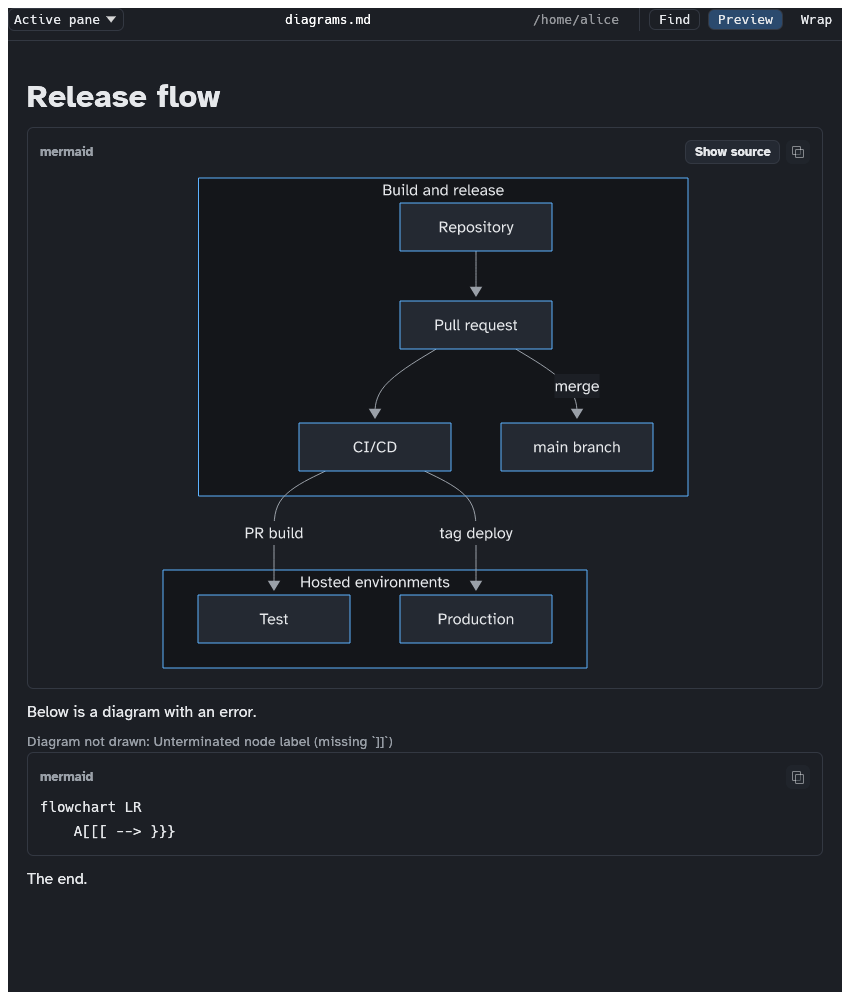 Active pane
diagrams.md
/home/alice
Find
Preview
Wrap
Release flow
mermaid
Show source
Build and release
Repository
Pull request
merge
CI/CD
main branch
PR build
tag deploy
Hosted environments
Test
Production
Below is a diagram with an error.
Diagram not drawn: Unterminated node label (missing `]]`)
mermaid
flowchart LR
    A[[[ --> }}}
The end.